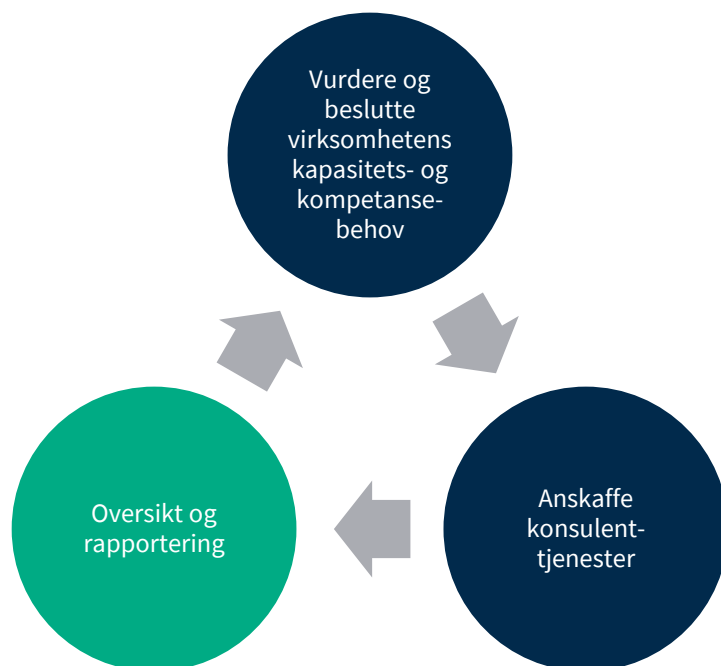 Vurdere og
beslutte
virksomhetens
kapasitets- og
kompetanse-
behov
Anskaffe
konsulent-
tjenester
Oversikt og
rapportering